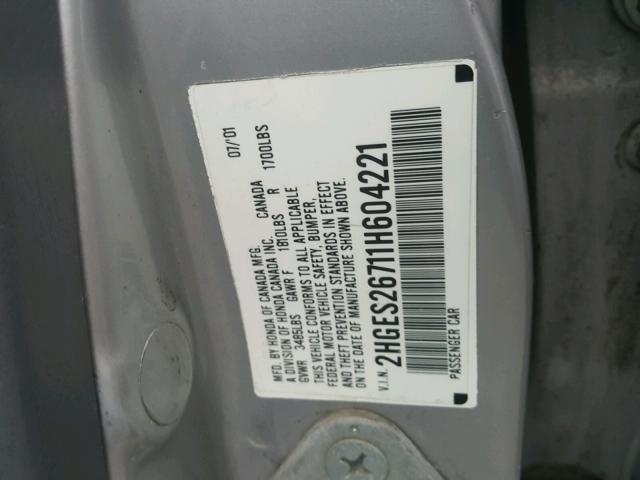 MFD. BY HONDA OF CANADA MFG. 07/'01
A DIVISION OF HONDA CANADA INC. CANADA
GVWR 3485LBS GAWR F 1810LBS R 1700LBS
THIS VEHICLE CONFORMS TO ALL APPLICABLE
FEDERAL MOTOR VEHICLE SAFETY, BUMPER,
AND THEFT PREVENTION STANDARDS IN EFFECT
ON THE DATE OF MANUFACTURE SHOWN ABOVE.
V.I.N. 2HGES26711H604221
PASSENGER CAR